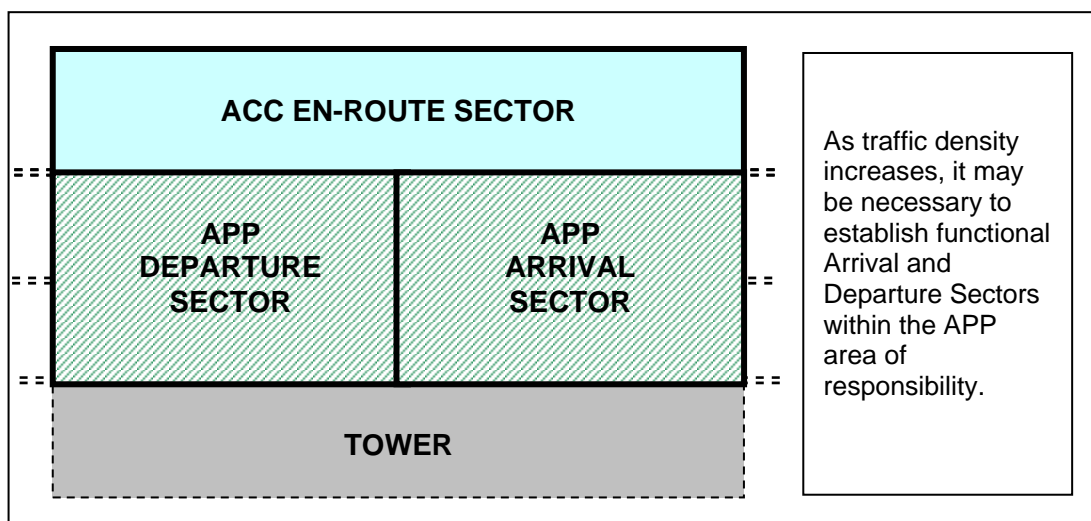 ACC EN-ROUTE SECTOR
APP
DEPARTURE
SECTOR
APP
ARRIVAL
SECTOR
TOWER
As traffic density
increases, it may
be necessary to
establish functional
Arrival and
Departure Sectors
within the APP
area of
responsibility.